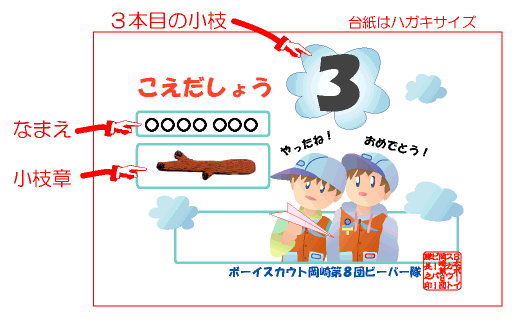 3本目の小枝
台紙はハガキサイズ
3
こえだしょう
なまえ
○○○○ ○○○
小枝章
やったね!
おめでとう!
ボーイスカウト岡崎第8団ビーバー隊